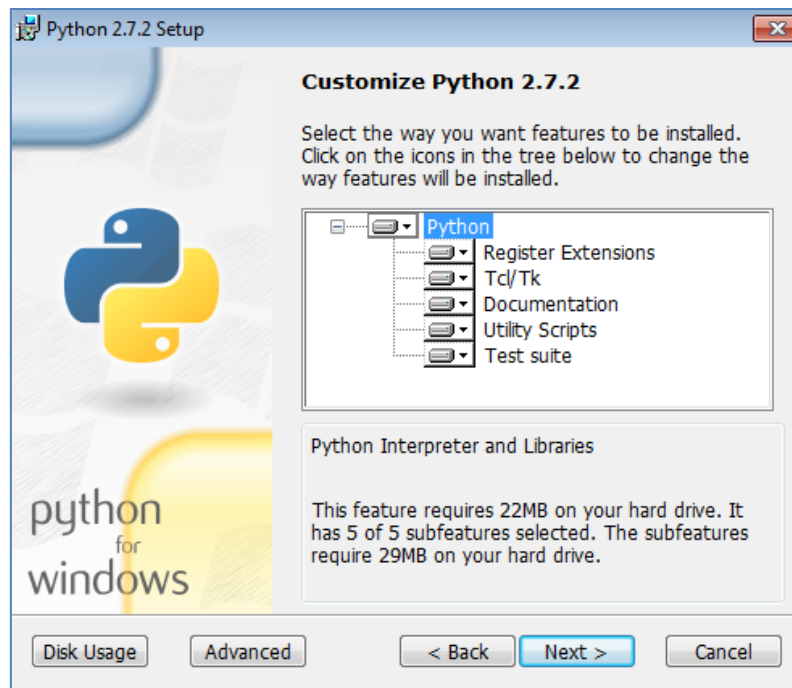 Python 2.7.2 Setup
Customize Python 2.7.2
Select the way you want features to be installed.
Click on the icons in the tree below to change the
way features will be installed.
Python
Register Extensions
Tcl/Tk
Documentation
Utility Scripts
Test suite
Python Interpreter and Libraries
This feature requires 22MB on your hard drive. It
has 5 of 5 subfeatures selected. The subfeatures
require 29MB on your hard drive.
python
for
windows
Disk Usage
Advanced
< Back
Next >
Cancel